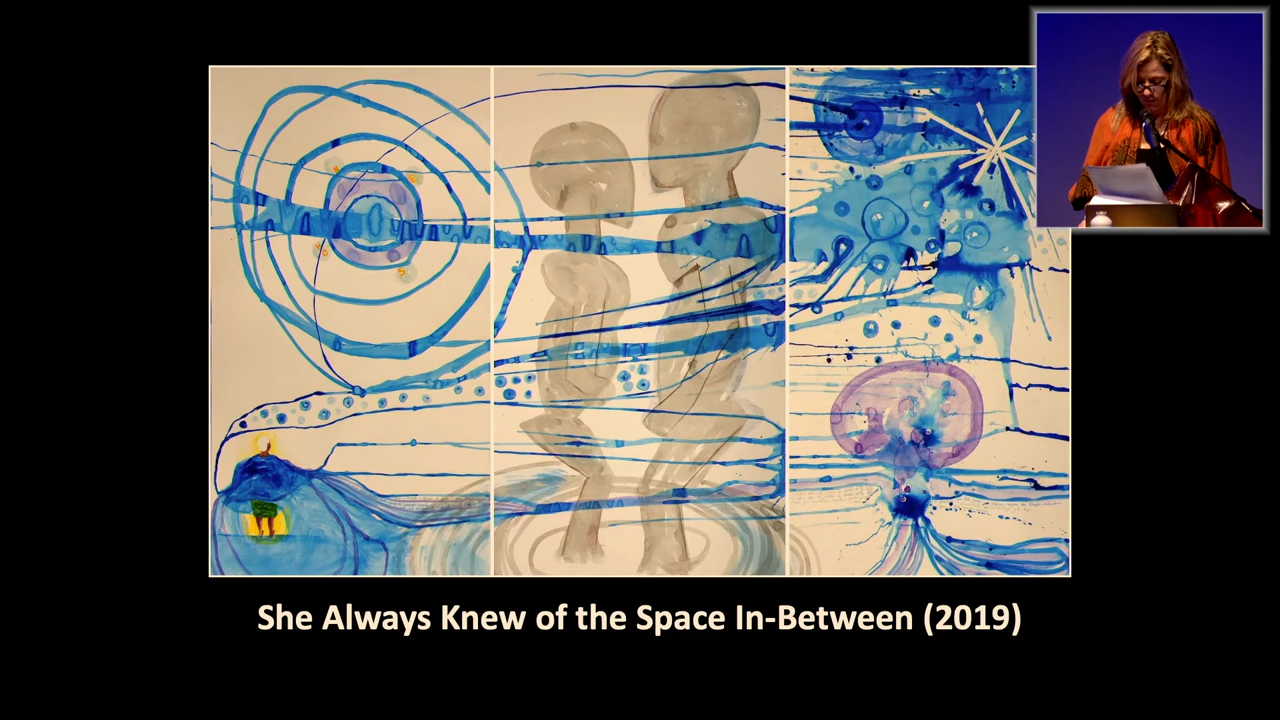 She Always Knew of the Space In-Between (2019)